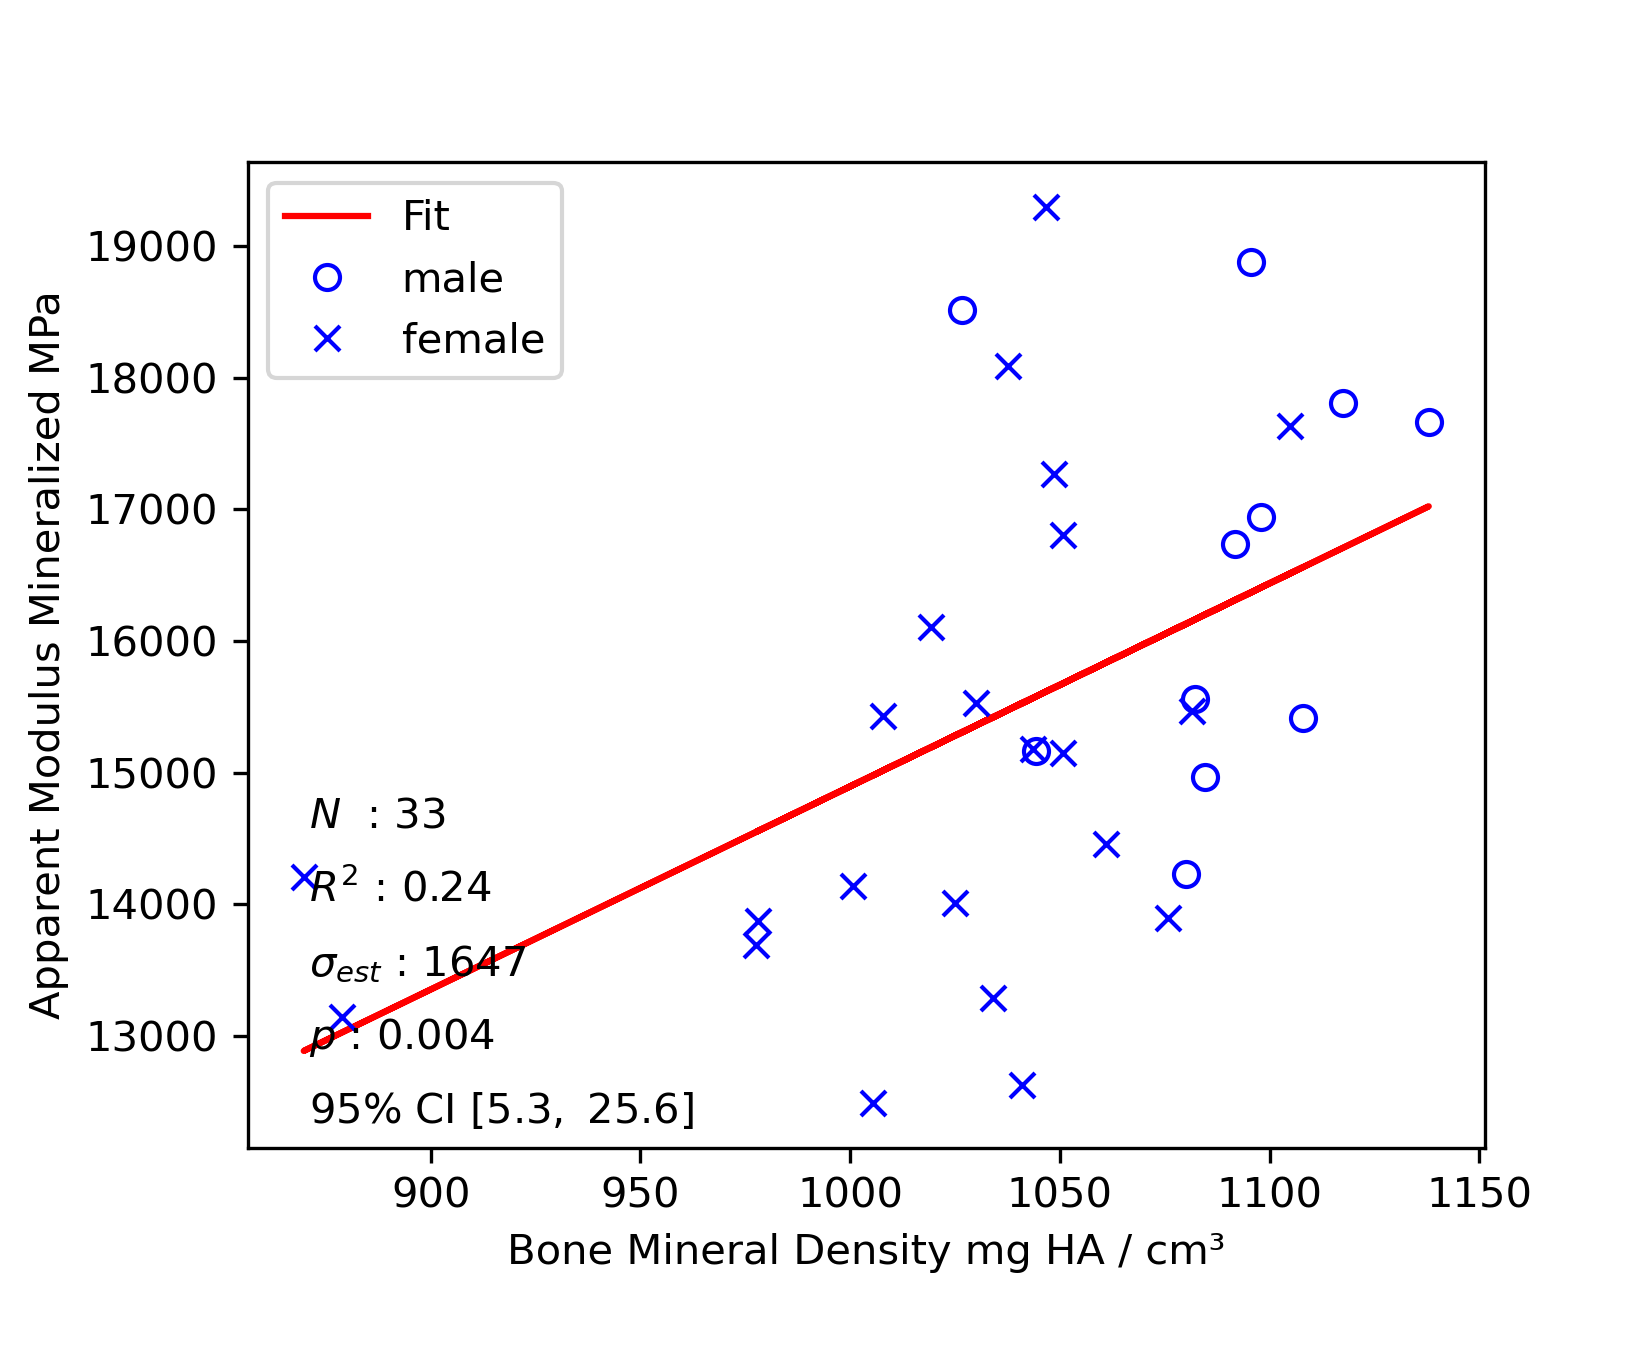 Fit
male
female
19000
18000
17000
16000
15000
14000
13000
Apparent Modulus Mineralized MPa
N : 33
R² : 0.24
σest : 1647
p : 0.004
95% CI [5.3, 25.6]
900 950 1000 1050 1100 1150
Bone Mineral Density mg HA / cm³